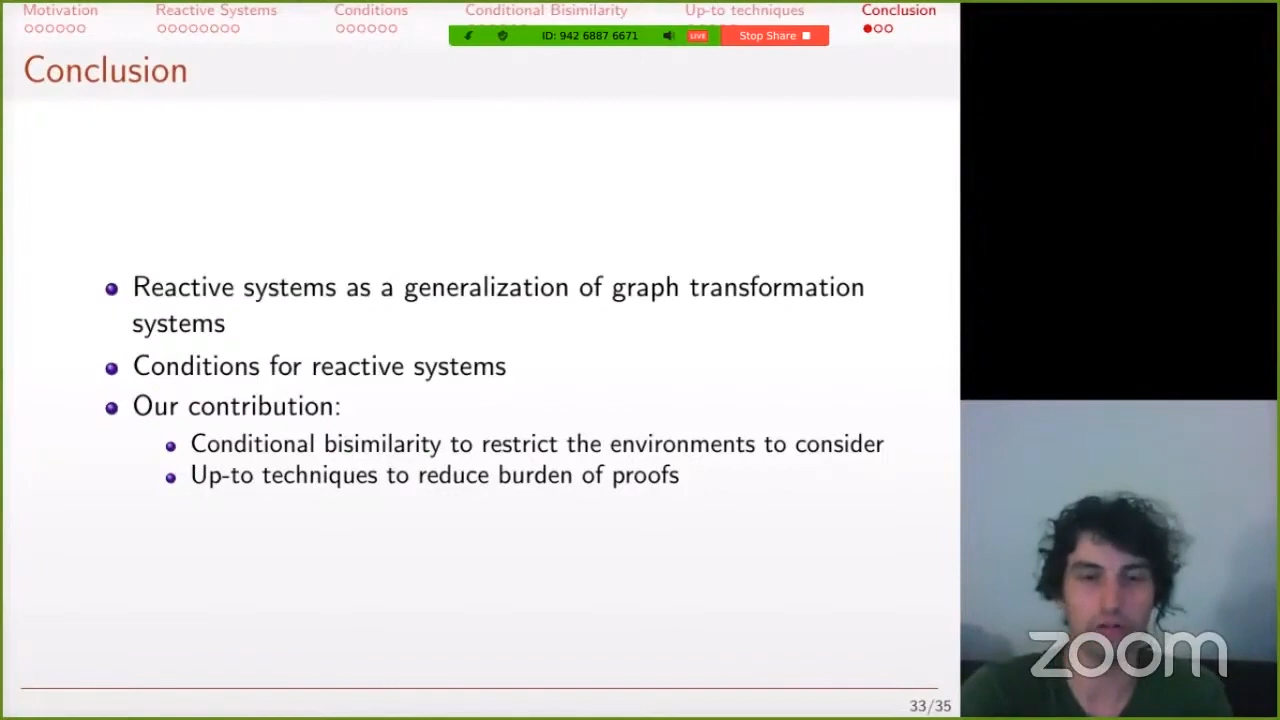 Motivation Reactive Systems Conditions Conditional Bisimilarity Up-to techniques Conclusion
ID: 942 6887 6671 LIVE Stop Share
Conclusion
Reactive systems as a generalization of graph transformation
systems
Conditions for reactive systems
Our contribution:
Conditional bisimilarity to restrict the environments to consider
Up-to techniques to reduce burden of proofs
zoom
33/35